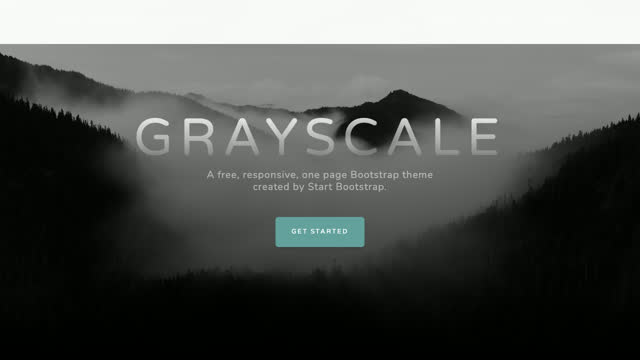 GRAYSCALE
A free, responsive, one page Bootstrap theme
created by Start Bootstrap.
GET STARTED